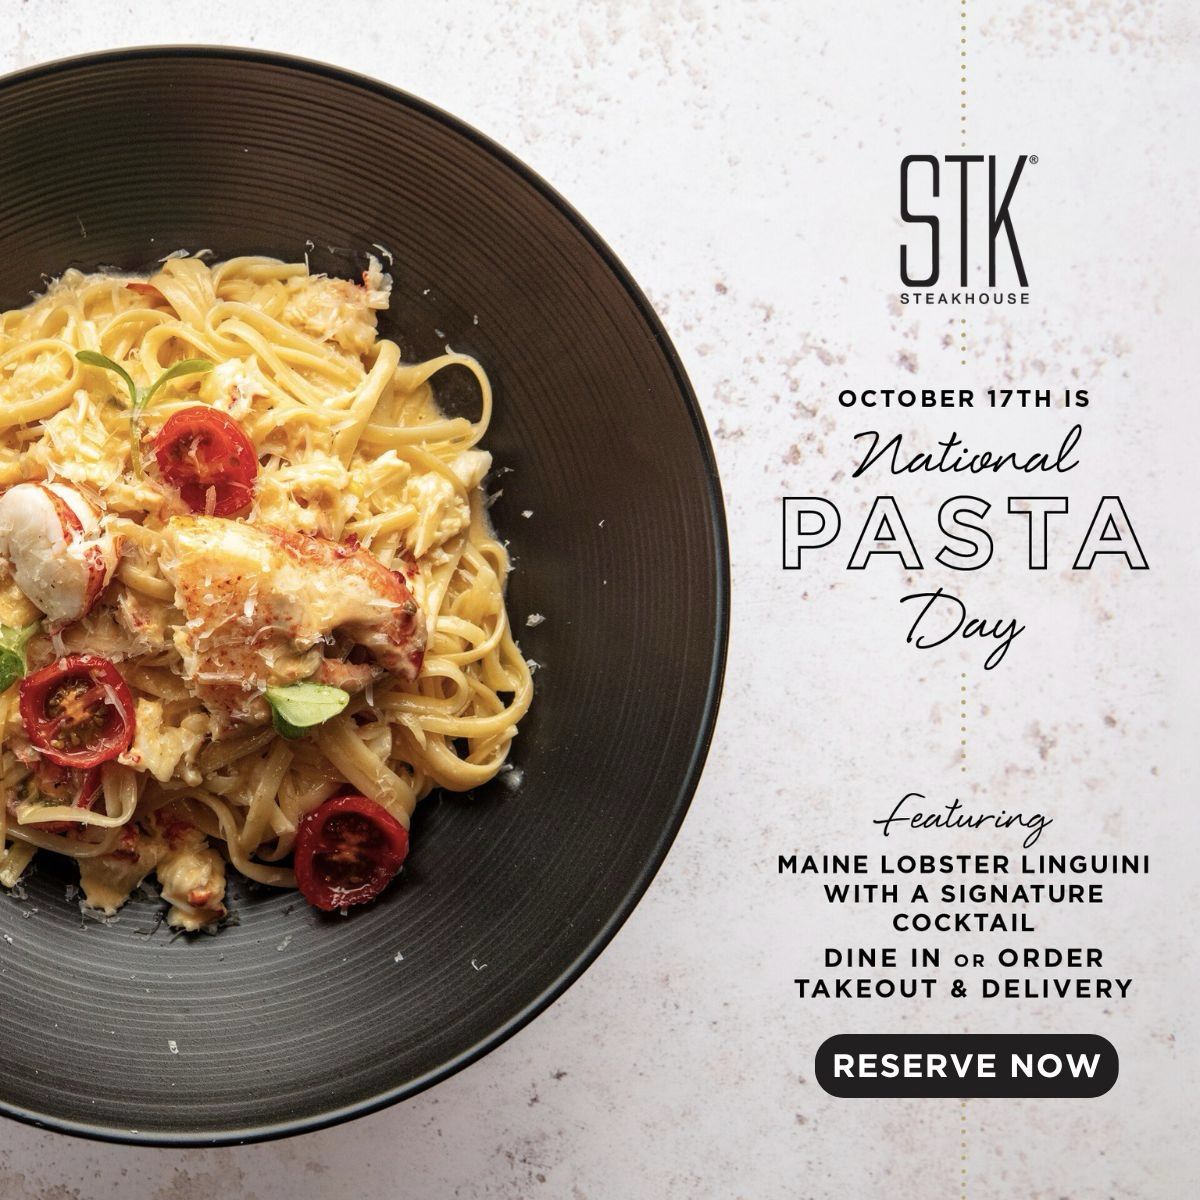 STK®
STEAKHOUSE
OCTOBER 17TH IS
National
PASTA
Day
Featuring
MAINE LOBSTER LINGUINI
WITH A SIGNATURE
COCKTAIL
DINE IN OR ORDER
TAKEOUT & DELIVERY
RESERVE NOW